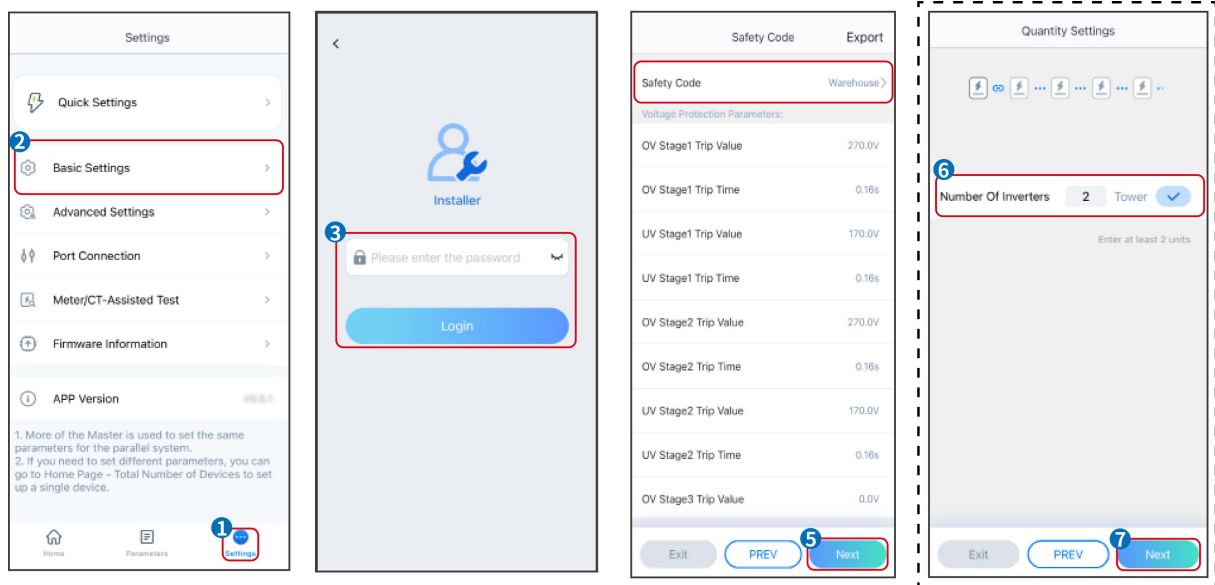 Settings
Quick Settings
2
Basic Settings
Advanced Settings
Port Connection
Meter/CT-Assisted Test
Firmware Information
APP Version
1. More of the Master is used to set the same
parameters for the parallel system.
2. If you need to set different parameters, you can
go to Home Page - Total Number of Devices to set
up a single device.
1
Home
Parameters
Settings
Installer
3
Please enter the password
Login
Safety Code
Export
Safety Code
Warehouse
Voltage Protection Parameters:
OV Stage1 Trip Value 270.0V
OV Stage1 Trip Time 0.16s
UV Stage1 Trip Value 170.0V
UV Stage1 Trip Time 0.16s
OV Stage2 Trip Value 270.0V
OV Stage2 Trip Time 0.16s
UV Stage2 Trip Value 170.0V
UV Stage2 Trip Time 0.16s
OV Stage3 Trip Value 0.0V
5
Exit
PREV
Next
Quantity Settings
6
Number Of Inverters 2 Tower
Enter at least 2 units
7
Exit
PREV
Next